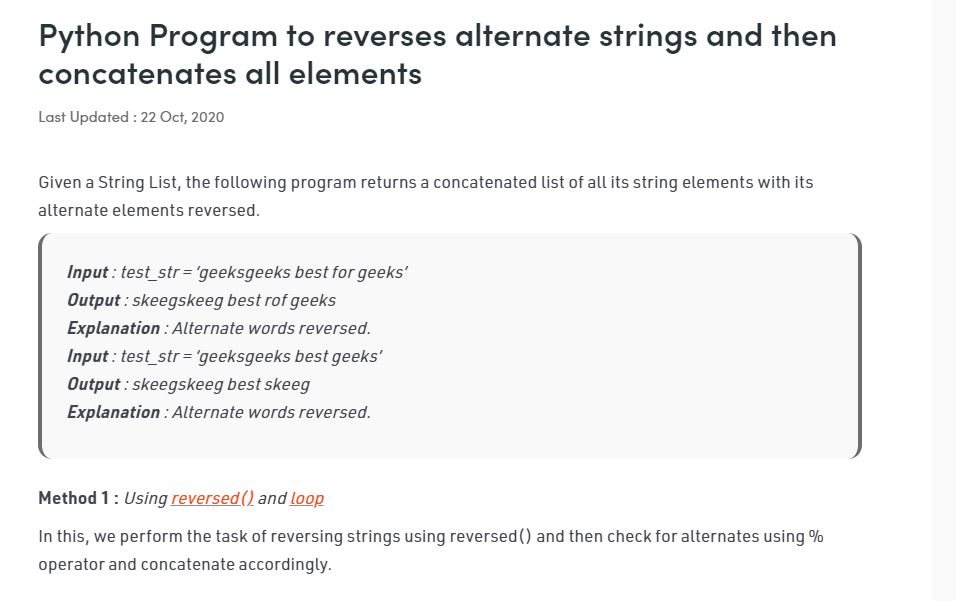 Python Program to reverses alternate strings and then
concatenates all elements
Last Updated : 22 Oct, 2020
Given a String List, the following program returns a concatenated list of all its string elements with its
alternate elements reversed.
Input : test_str = ‘geeksgeeks best for geeks’
Output : skeegskeeg best rof geeks
Explanation : Alternate words reversed.
Input : test_str = ‘geeksgeeks best geeks’
Output : skeegskeeg best skeeg
Explanation : Alternate words reversed.
Method 1 : Using reversed() and loop
In this, we perform the task of reversing strings using reversed() and then check for alternates using %
operator and concatenate accordingly.